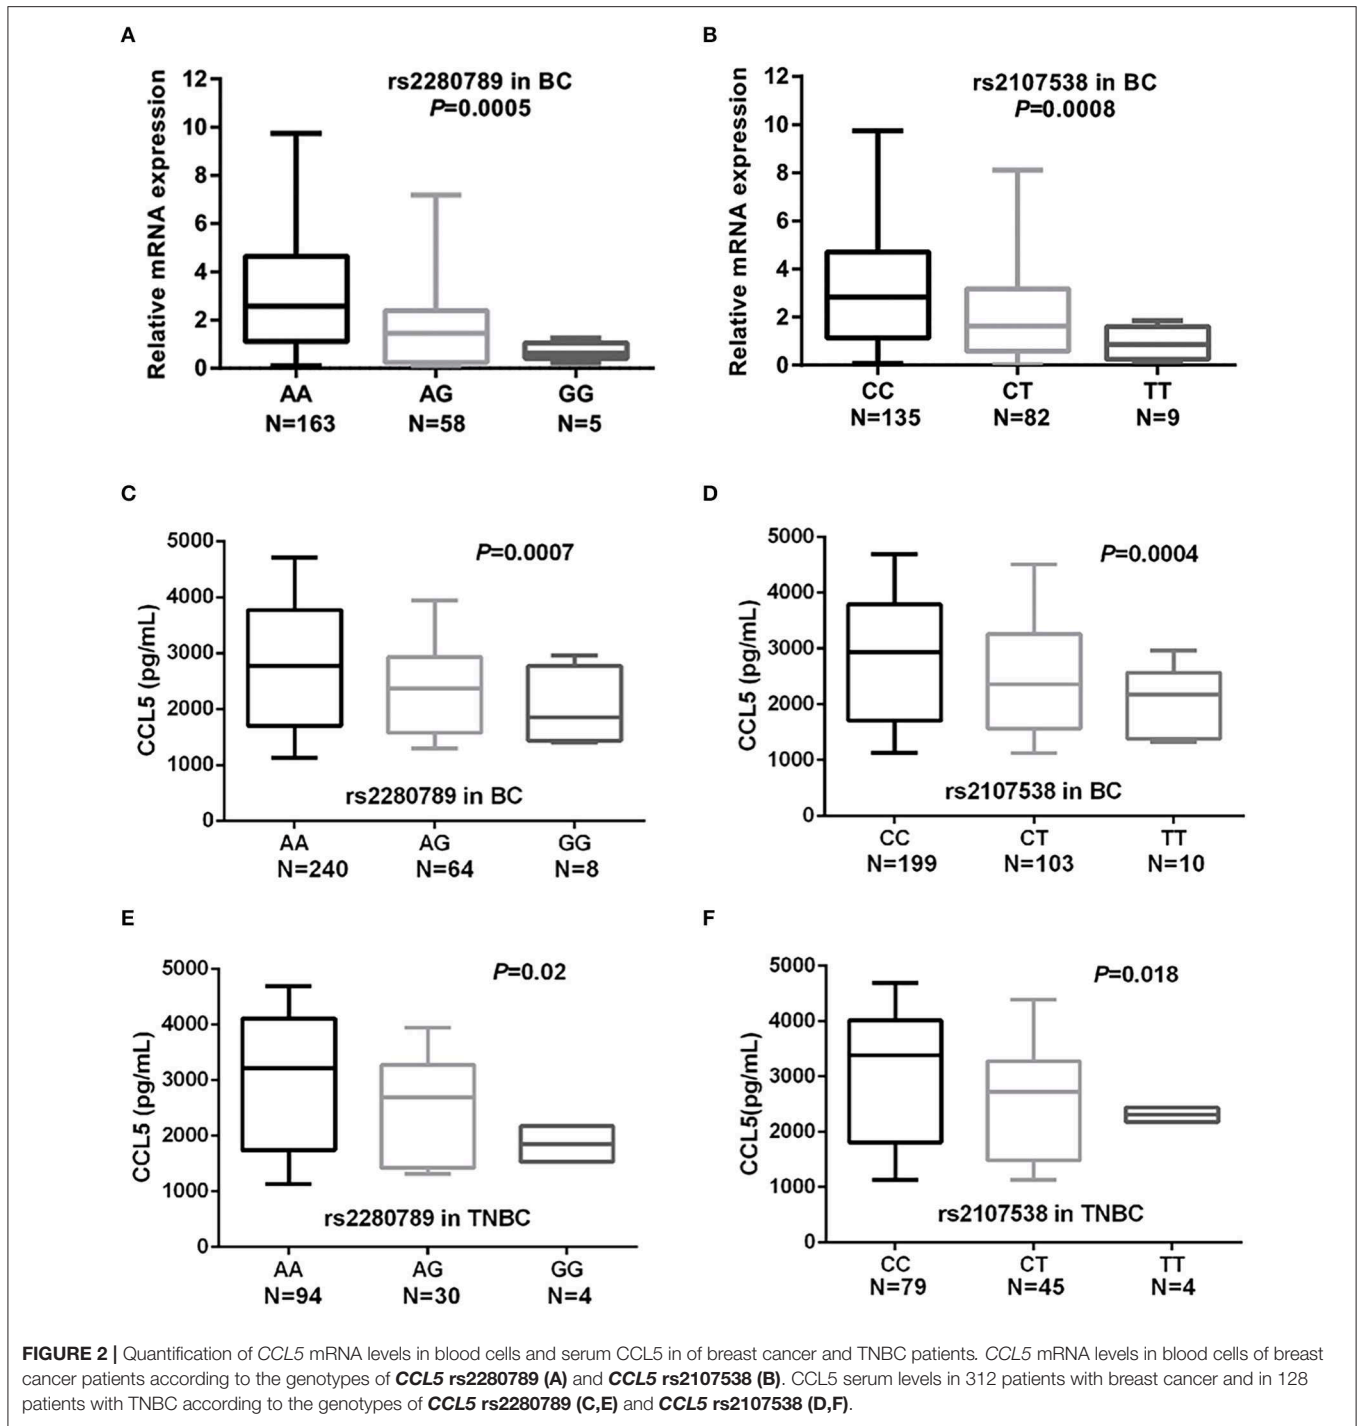 A
rs2280789 in BC
P=0.0005
Relative mRNA expression
12
10
8
6
4
2
0
AA
AG
GG
N=163
N=58
N=5
B
rs2107538 in BC
P=0.0008
Relative mRNA expression
12
10
8
6
4
2
0
CC
CT
TT
N=135
N=82
N=9
C
P=0.0007
CCL5 (pg/mL)
5000
4000
3000
2000
1000
0
rs2280789 in BC
AA
AG
GG
N=240
N=64
N=8
D
P=0.0004
CCL5 (pg/mL)
5000
4000
3000
2000
1000
0
rs2107538 in BC
CC
CT
TT
N=199
N=103
N=10
E
P=0.02
CCL5 (pg/mL)
5000
4000
3000
2000
1000
0
rs2280789 in TNBC
AA
AG
GG
N=94
N=30
N=4
F
P=0.018
CCL5(pg/mL)
5000
4000
3000
2000
1000
0
rs2107538 in TNBC
CC
CT
TT
N=79
N=45
N=4
FIGURE 2 | Quantification of CCL5 mRNA levels in blood cells and serum CCL5 in of breast cancer and TNBC patients. CCL5 mRNA levels in blood cells of breast
cancer patients according to the genotypes of CCL5 rs2280789 (A) and CCL5 rs2107538 (B). CCL5 serum levels in 312 patients with breast cancer and in 128
patients with TNBC according to the genotypes of CCL5 rs2280789 (C,E) and CCL5 rs2107538 (D,F).